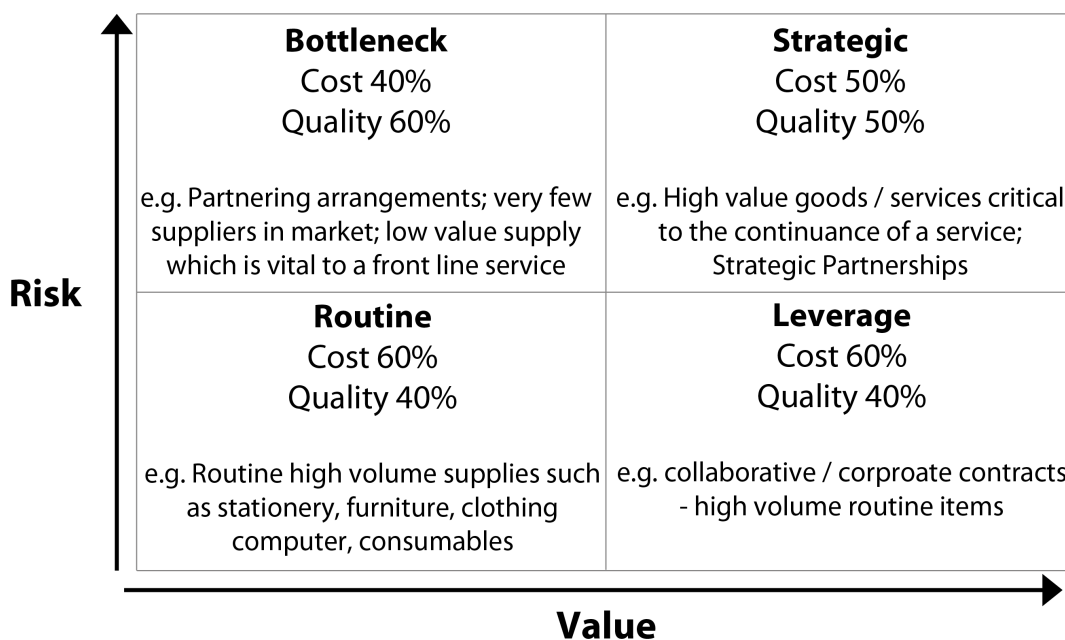 Bottleneck
Cost 40%
Quality 60%
e.g. Partnering arrangements; very few
suppliers in market; low value supply
which is vital to a front line service
Strategic
Cost 50%
Quality 50%
e.g. High value goods / services critical
to the continuance of a service;
Strategic Partnerships
Risk
Routine
Cost 60%
Quality 40%
e.g. Routine high volume supplies such
as stationery, furniture, clothing
computer, consumables
Leverage
Cost 60%
Quality 40%
e.g. collaborative / corproate contracts
- high volume routine items
Value